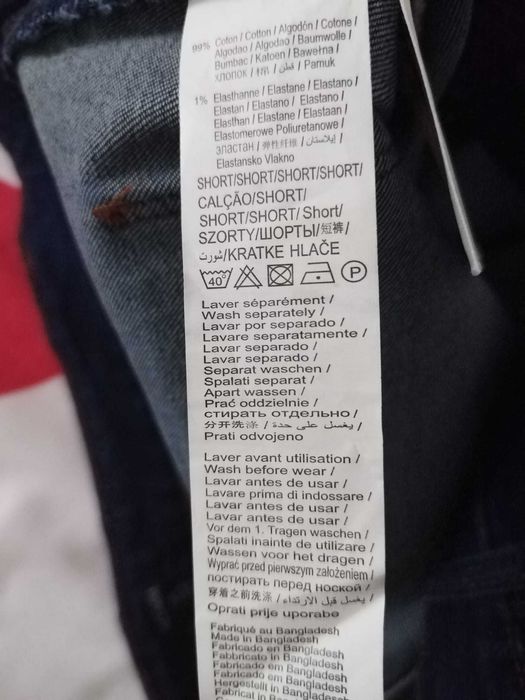 99% Coton / Cotton / Algodón / Cotone /
Algodao / Algodao / Baumwolle /
Bumbac / Katoen / Bawełna /
хлопок / 棉 / قطن / Pamuk
1% Elasthanne / Elastane / Elastano /
Elastan / Elastano / Elastano /
Elasthan / Elastane / Elastaan /
Elastomerowe Poliuretanowe /
эластан / 弹性纤维 / إيلاستان /
Elastansko Vlakno
SHORT/SHORT/SHORT/SHORT/
CALÇÃO/SHORT/
SHORT/SHORT/SHORT/ Short/
SZORTY/ШОРТЫ/短裤/
شورت/KRATKE HLAČE
40° P
Laver séparément /
Wash separately /
Lavar por separado /
Lavare separatamente /
Lavar separado /
Lavar separado /
Separat waschen /
Spalati separat /
Apart wassen /
Prać oddzielnie /
стирать отдельно /
分开洗涤 / يغسل على حدة /
Prati odvojeno
Laver avant utilisation /
Wash before wear /
Lavar antes de usar /
Lavare prima di indossare /
Lavar antes de usar /
Lavar antes de usar /
Vor dem 1. Tragen waschen /
Spalati inainte de utilizare /
Wassen voor het dragen /
Wyprać przed pierwszym założeniem /
постирать перед ноской /
穿着之前洗涤 / يغسل قبل الارتداء /
Oprati prije uporabe
Fabriqué au Bangladesh
Made in Bangladesh
Fabricado en Bangladesh
Fabbricato in Bangladesh
Fabricado em Bangladesh
Fabricado em Bangladesh
Hergestellt in Bangladesh
Fabricat in Bangladesh